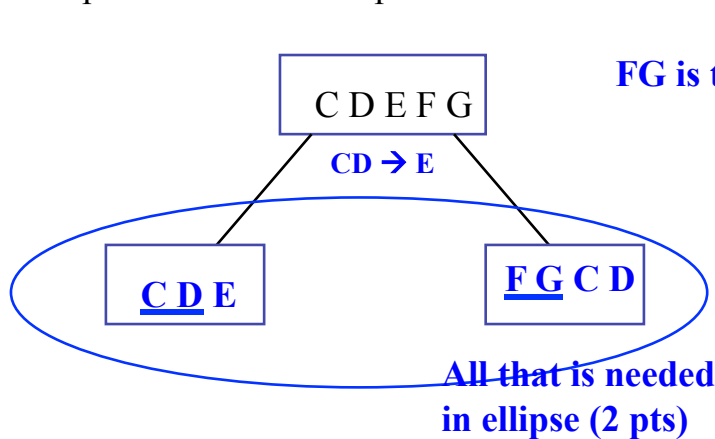 FG is
C D E F G
CD → E
C D E
F G C D
All that is needed
in ellipse (2 pts)